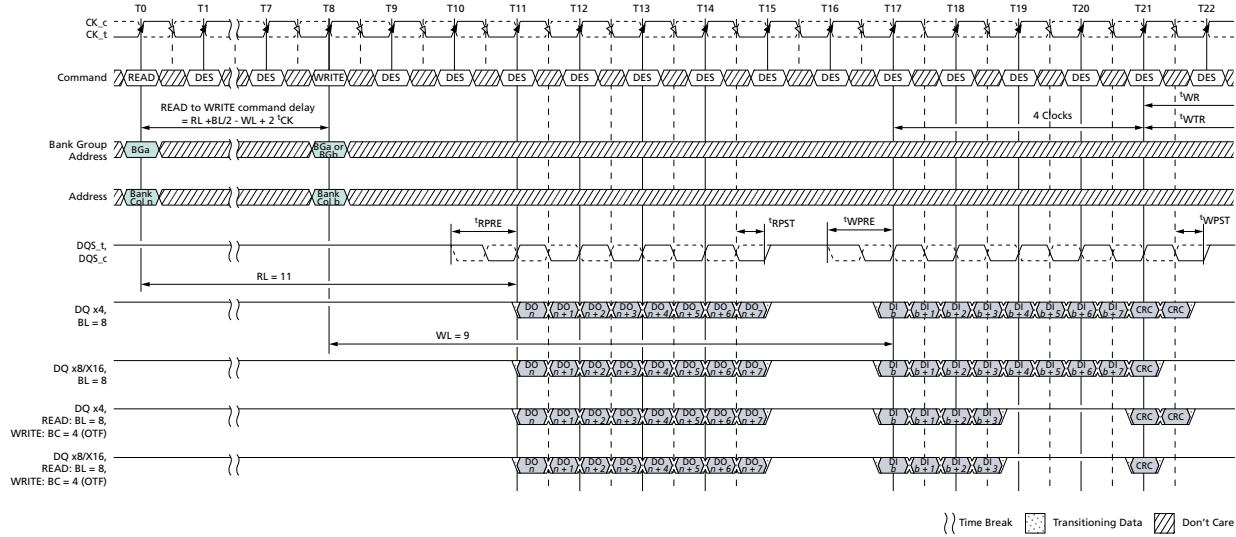 T0 T1 T7 T8 T9 T10 T11 T12 T13 T14 T15 T16 T17 T18 T19 T20 T21 T22
CK_c
CK_t
Command READ DES DES WRITE DES DES DES DES DES DES DES DES DES DES DES DES DES DES
READ to WRITE command delay
= RL +BL/2 - WL + 2 tCK
tWR
4 Clocks
tWTR
Bank Group
Address
BGa
BGa or
BGb
Address
Bank
Col n
Bank
Col b
tRPRE tRPST tWPRE tWPST
DQS_t,
DQS_c
RL = 11
DQ x4,
BL = 8
DO n DO n + 1 DO n + 2 DO n + 3 DO n + 4 DO n + 5 DO n + 6 DO n + 7 DI b DI b + 1 DI b + 2 DI b + 3 DI b + 4 DI b + 5 DI b + 6 DI b + 7 CRC CRC
WL = 9
DQ x8/X16,
BL = 8
DO n DO n + 1 DO n + 2 DO n + 3 DO n + 4 DO n + 5 DO n + 6 DO n + 7 DI b DI b + 1 DI b + 2 DI b + 3 DI b + 4 DI b + 5 DI b + 6 DI b + 7 CRC
DQ x4,
READ: BL = 8,
WRITE: BC = 4 (OTF)
DO n DO n + 1 DO n + 2 DO n + 3 DO n + 4 DO n + 5 DO n + 6 DO n + 7 DI b DI b + 1 DI b + 2 DI b + 3 CRC CRC
DQ x8/X16,
READ: BL = 8,
WRITE: BC = 4 (OTF)
DO n DO n + 1 DO n + 2 DO n + 3 DO n + 4 DO n + 5 DO n + 6 DO n + 7 DI b DI b + 1 DI b + 2 DI b + 3 CRC
Time Break Transitioning Data Don't Care